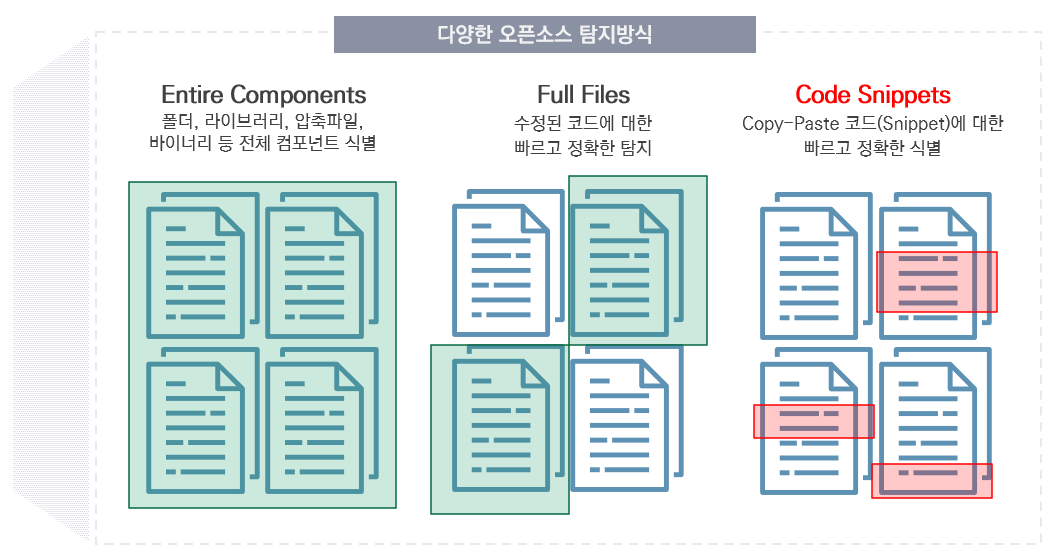 다양한 오픈소스 탐지방식
Entire Components
폴더, 라이브러리, 압축파일,
바이너리 등 전체 컴포넌트 식별
Full Files
수정된 코드에 대한
빠르고 정확한 탐지
Code Snippets
Copy-Paste 코드(Snippet)에 대한
빠르고 정확한 식별